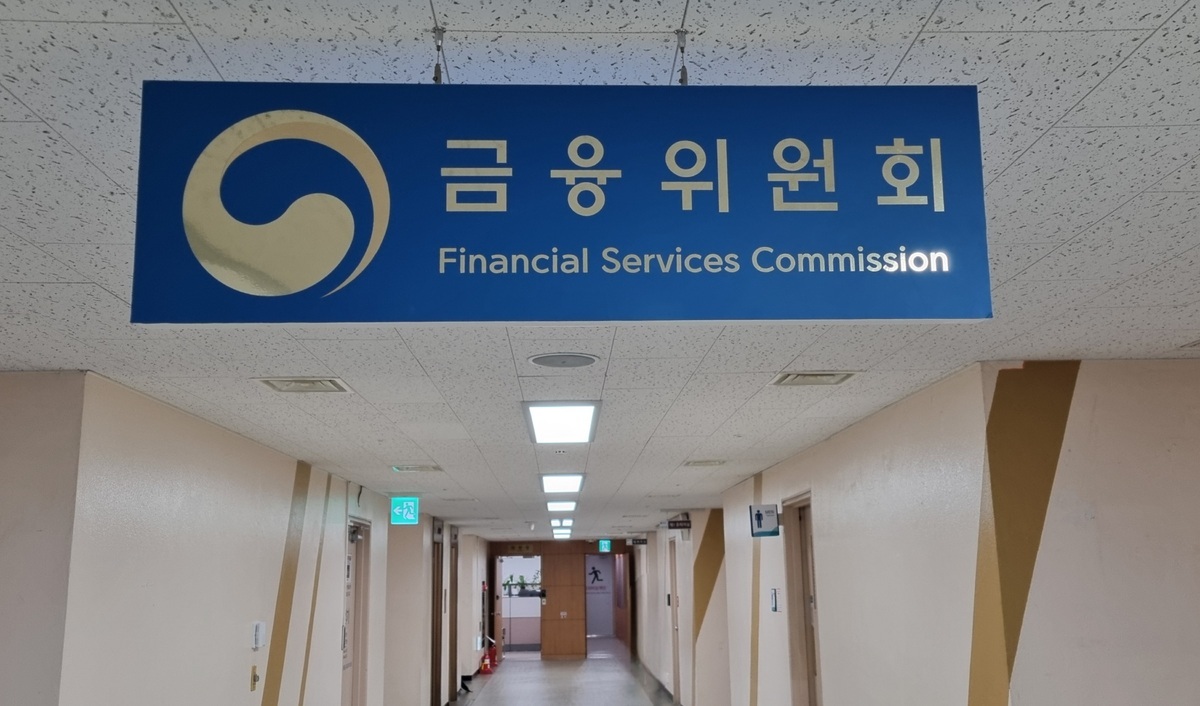 금융위원회
Financial Services Commission